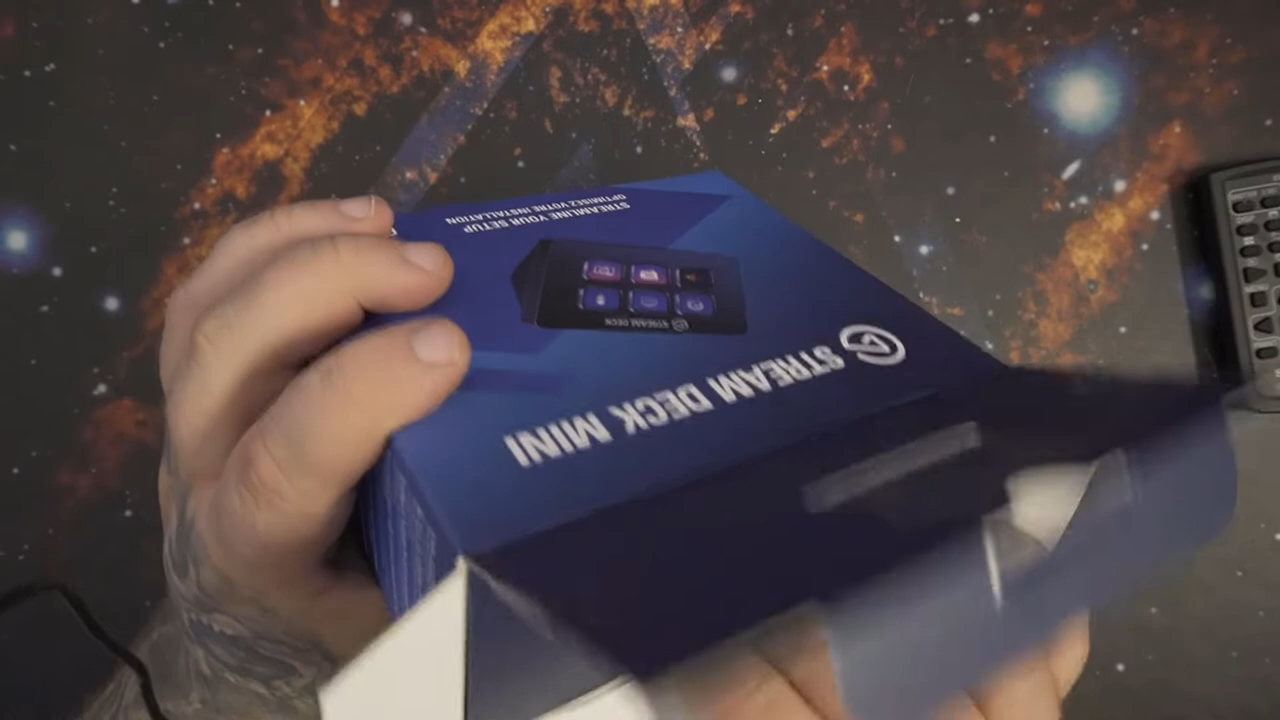 STREAM DECK MINI
STREAM DECK
STREAMLINE YOUR SETUP
OPTIMISEZ VOTRE INSTALLATION